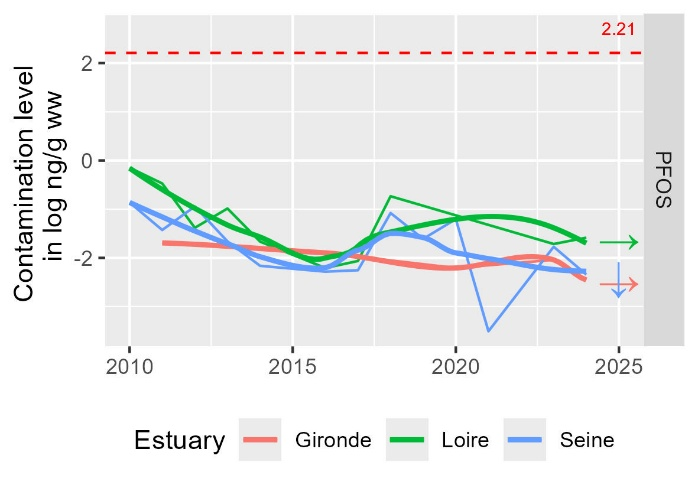 2.21
Contamination level
in log ng/g ww
2
0
-2
PFOS
2010 2015 2020 2025
Estuary Gironde Loire Seine